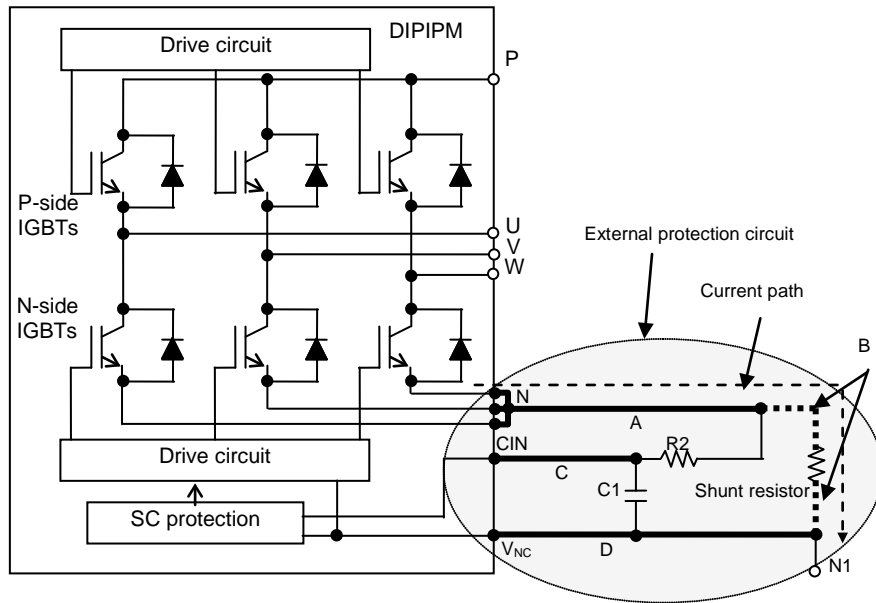 DIPIPM
Drive circuit
P
P-side
IGBTs
U
V
W
External protection circuit
Current path
N-side
IGBTs
B
N
A
CIN
R2
Drive circuit
C
C1
Shunt resistor
SC protection
VNC
D
N1